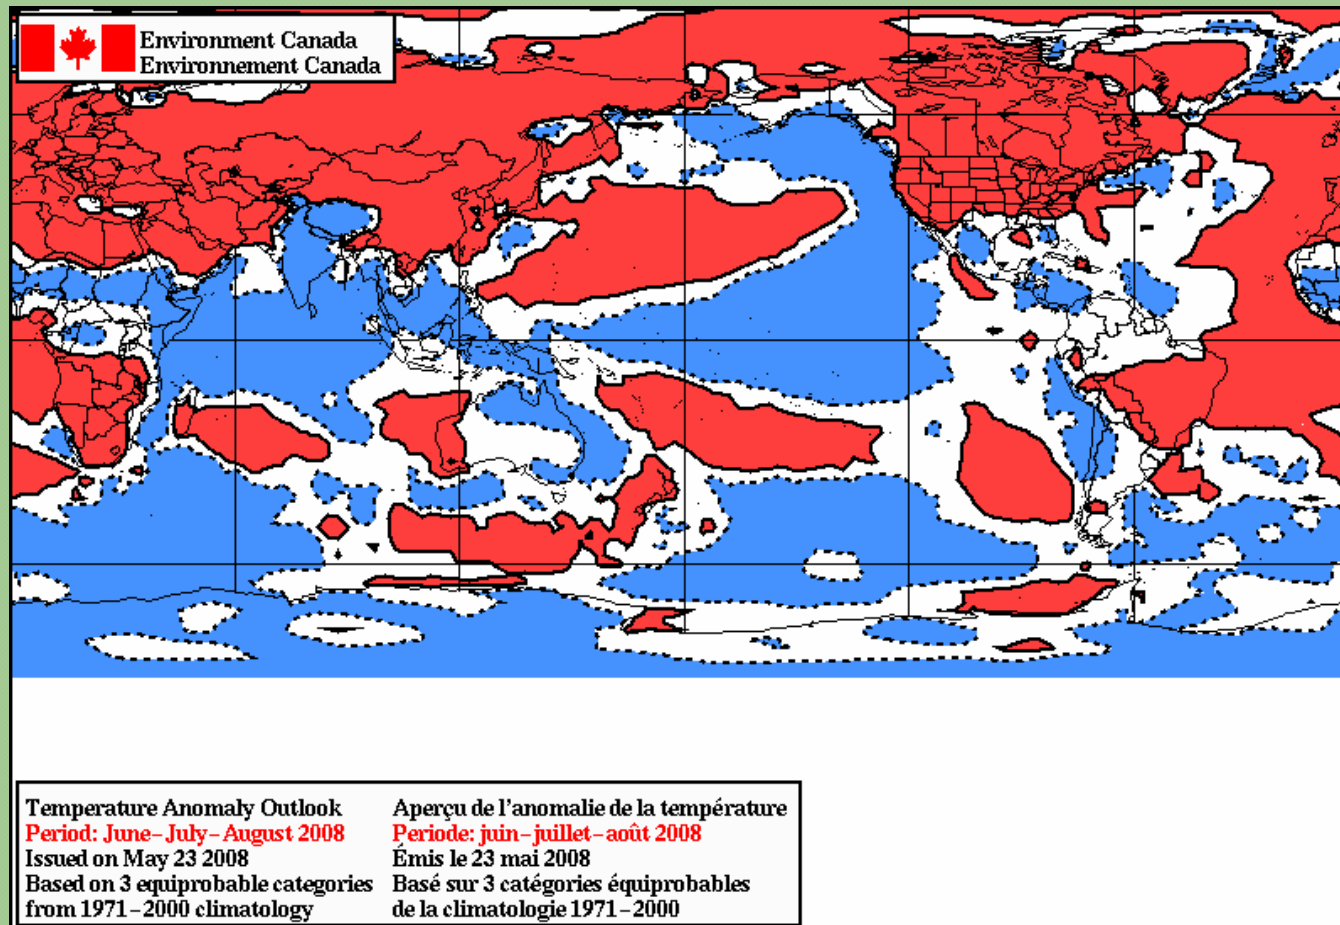 Environment Canada
Environnement Canada
Temperature Anomaly Outlook
Period: June-July-August 2008
Issued on May 23 2008
Based on 3 equiprobable categories
from 1971-2000 climatology
Aperçu de l'anomalie de la température
Periode: juin-juillet-août 2008
Émis le 23 mai 2008
Basé sur 3 catégories équiprobables
de la climatologie 1971-2000